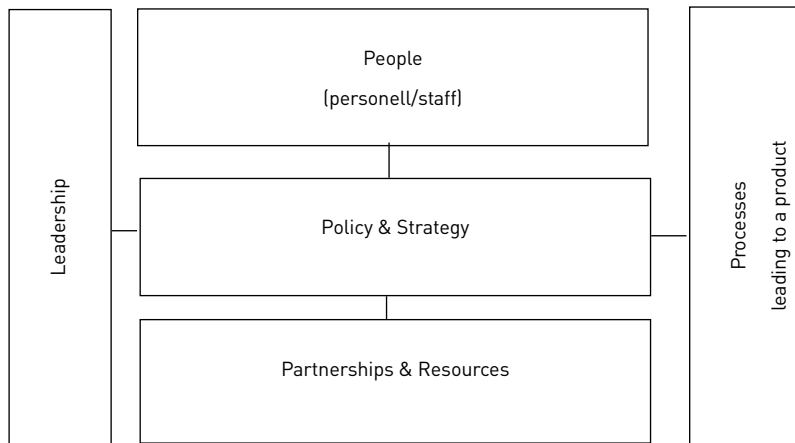 Leadership
People
(personell/staff)
Policy & Strategy
Partnerships & Resources
Processes
leading to a product